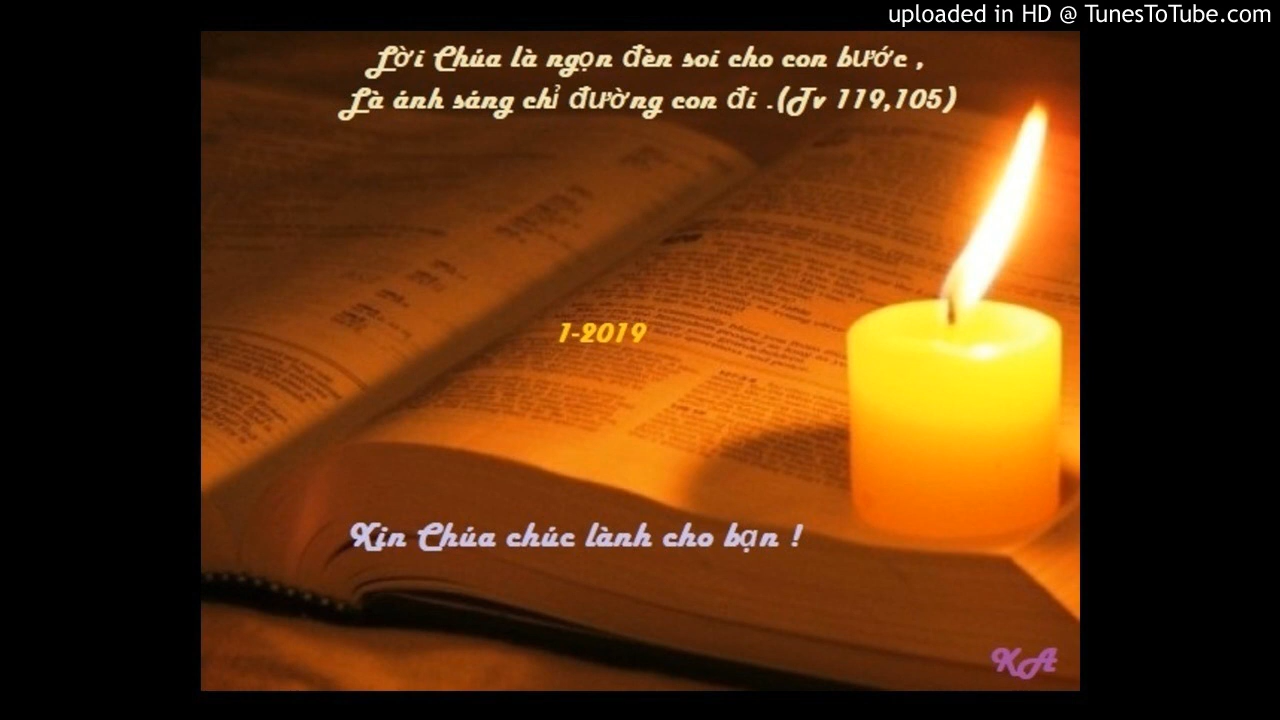 uploaded in HD @ TunesToTube.com
Lời Chúa là ngọn đèn soi cho con bước ,
Là ánh sáng chỉ đường con đi .(Tv 119,105)
1-2019
Xin Chúa chúc lành cho bạn !
KA